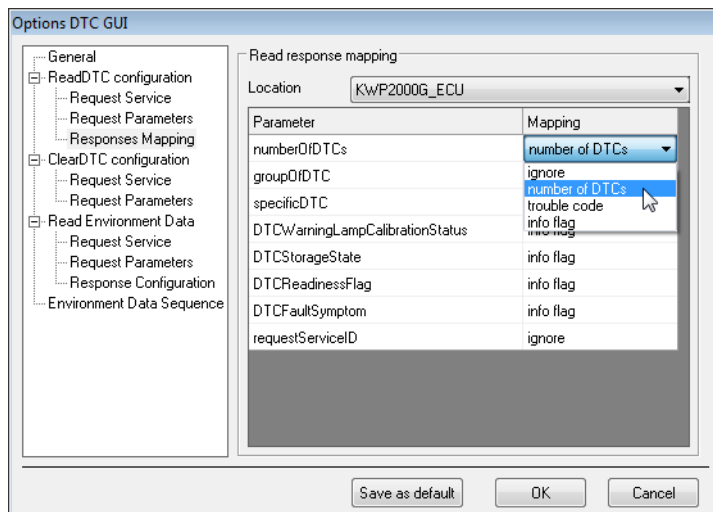 Options DTC GUI
General
ReadDTC configuration
Request Service
Request Parameters
Responses Mapping
ClearDTC configuration
Request Service
Request Parameters
Read Environment Data
Request Service
Request Parameters
Response Configuration
Environment Data Sequence
Read response mapping
Location KWP2000G_ECU
Parameter Mapping
numberOfDTCs number of DTCs
groupOfDTC ignore
number of DTCs
specificDTC trouble code
DTCWarningLampCalibrationStatus info flag
DTCStorageState info flag
DTCReadinessFlag info flag
DTCFaultSymptom info flag
requestServiceID ignore
Save as default OK Cancel